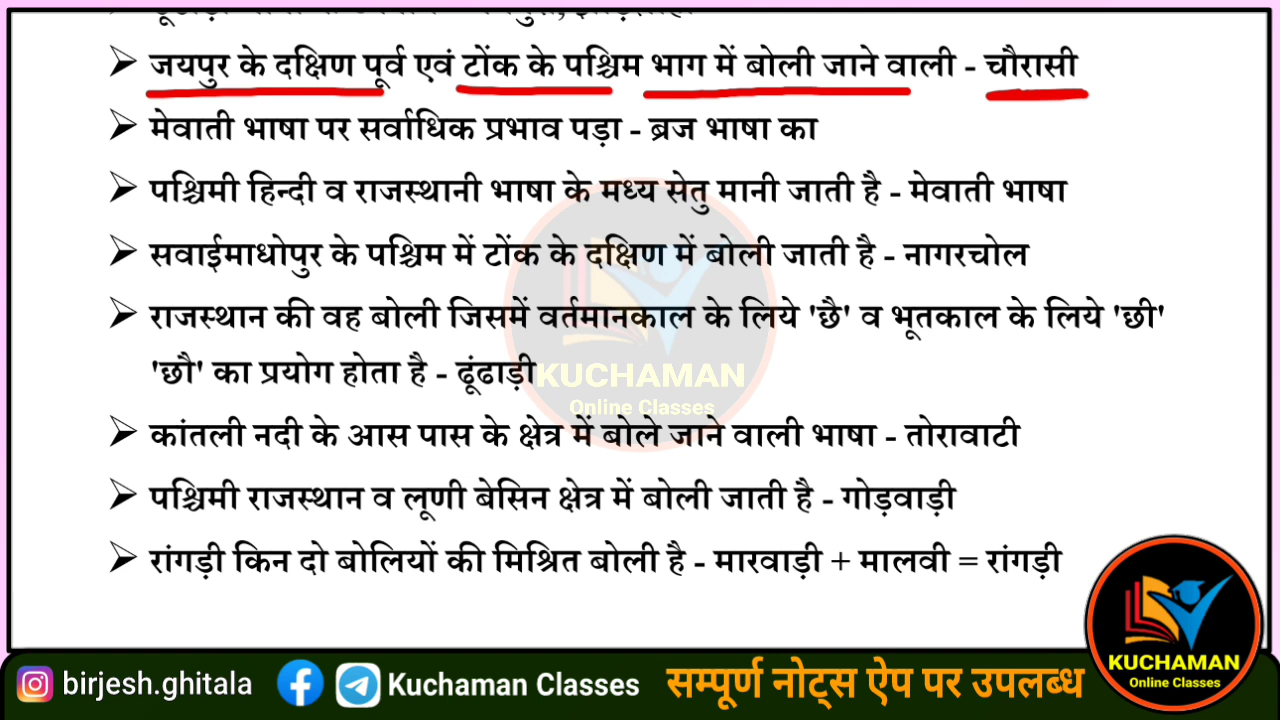 ➢ जयपुर के दक्षिण पूर्व एवं टोंक के पश्चिम भाग में बोली जाने वाली - चौरासी
➢ मेवाती भाषा पर सर्वाधिक प्रभाव पड़ा - ब्रज भाषा का
➢ पश्चिमी हिन्दी व राजस्थानी भाषा के मध्य सेतु मानी जाती है - मेवाती भाषा
➢ सवाईमाधोपुर के पश्चिम में टोंक के दक्षिण में बोली जाती है - नागरचोल
➢ राजस्थान की वह बोली जिसमें वर्तमानकाल के लिये 'छै' व भूतकाल के लिये 'छी'
'छौ' का प्रयोग होता है - ढूंढाड़ी
KUCHAMAN
Online Classes
➢ कांतली नदी के आस पास के क्षेत्र में बोले जाने वाली भाषा - तोरावाटी
➢ पश्चिमी राजस्थान व लूणी बेसिन क्षेत्र में बोली जाती है - गोड़वाड़ी
➢ रांगड़ी किन दो बोलियों की मिश्रित बोली है - मारवाड़ी + मालवी = रांगड़ी
birjesh.ghitala
Kuchaman Classes
सम्पूर्ण नोट्स ऐप पर उपलब्ध
KUCHAMAN
Online Classes